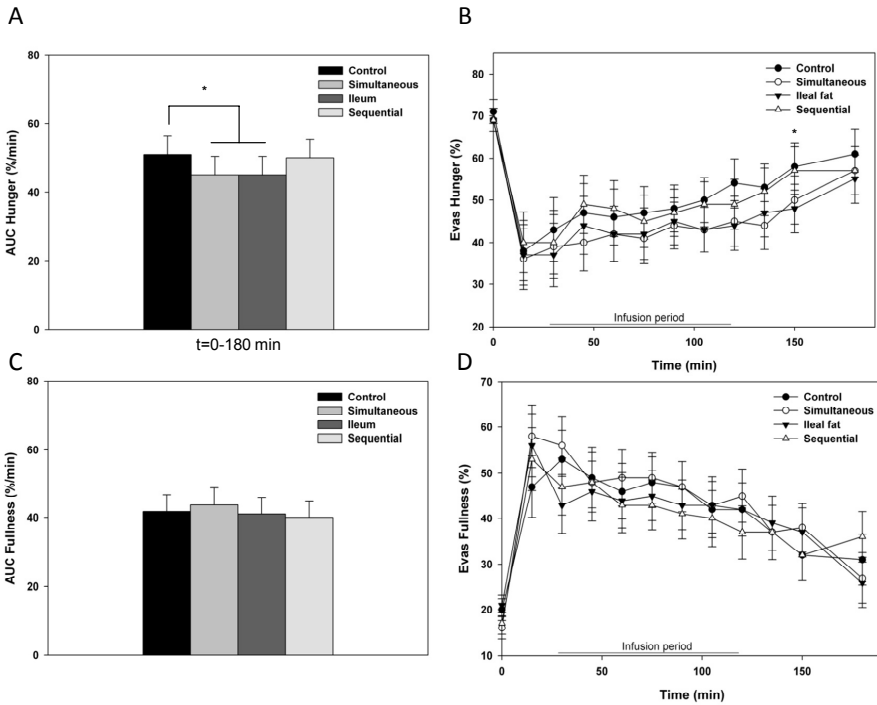 A
80
60
40
20
0
AUC Hunger (%/min)
*
Control
Simultaneous
Ileum
Sequential
t=0-180 min
B
80
70
60
50
40
30
20
Evas Hunger (%)
Control
Simultaneous
Ileal fat
Sequential
*
Infusion period
0 50 100 150
Time (min)
C
80
60
40
20
0
AUC Fullness (%/min)
Control
Simultaneous
Ileum
Sequential
D
70
60
50
40
30
20
10
Evas Fullness (%)
Control
Simultaneous
Ileal fat
Sequential
Infusion period
0 50 100 150
Time (min)